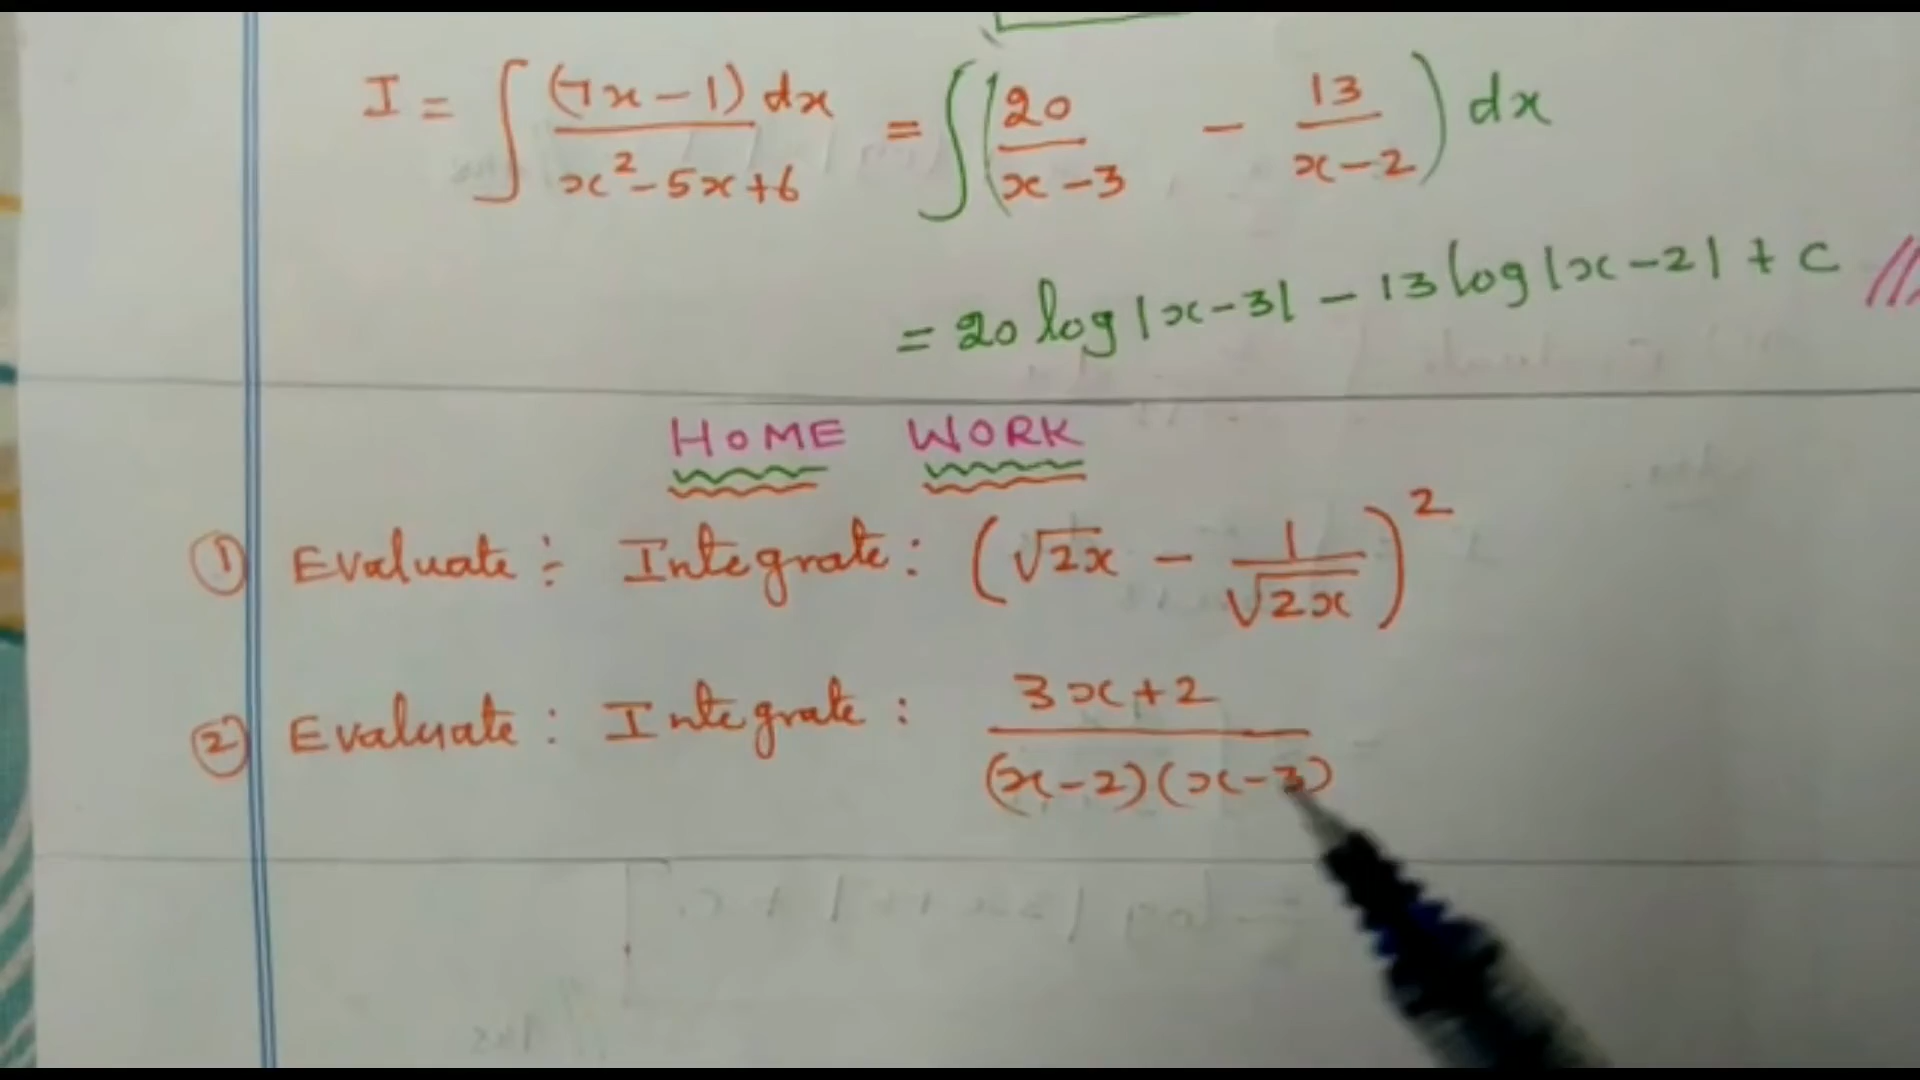 I = ∫ (7x-1) dx / x²-5x+6 = ∫ (20 / x-3 - 13 / x-2) dx
= 20 log|x-3| - 13 log|x-2| + c //
HOME WORK
① Evaluate: Integrate: (√2x - 1 / √2x)²
② Evaluate: Integrate: 3x+2 / (x-2)(x-3)